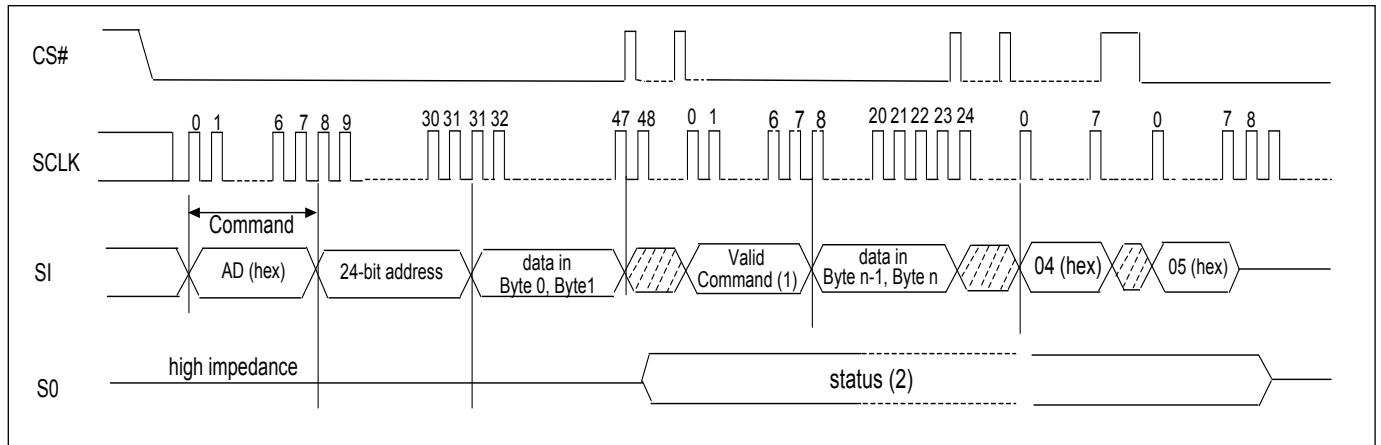 CS#
SCLK
0 1 6 7 8 9 30 31 31 32 47 48 0 1 6 7 8 20 21 22 23 24 0 7 0 7 8
Command
SI
AD (hex)
24-bit address
data in
Byte 0, Byte1
Valid
Command (1)
data in
Byte n-1, Byte n
04 (hex)
05 (hex)
S0
high impedance
status (2)